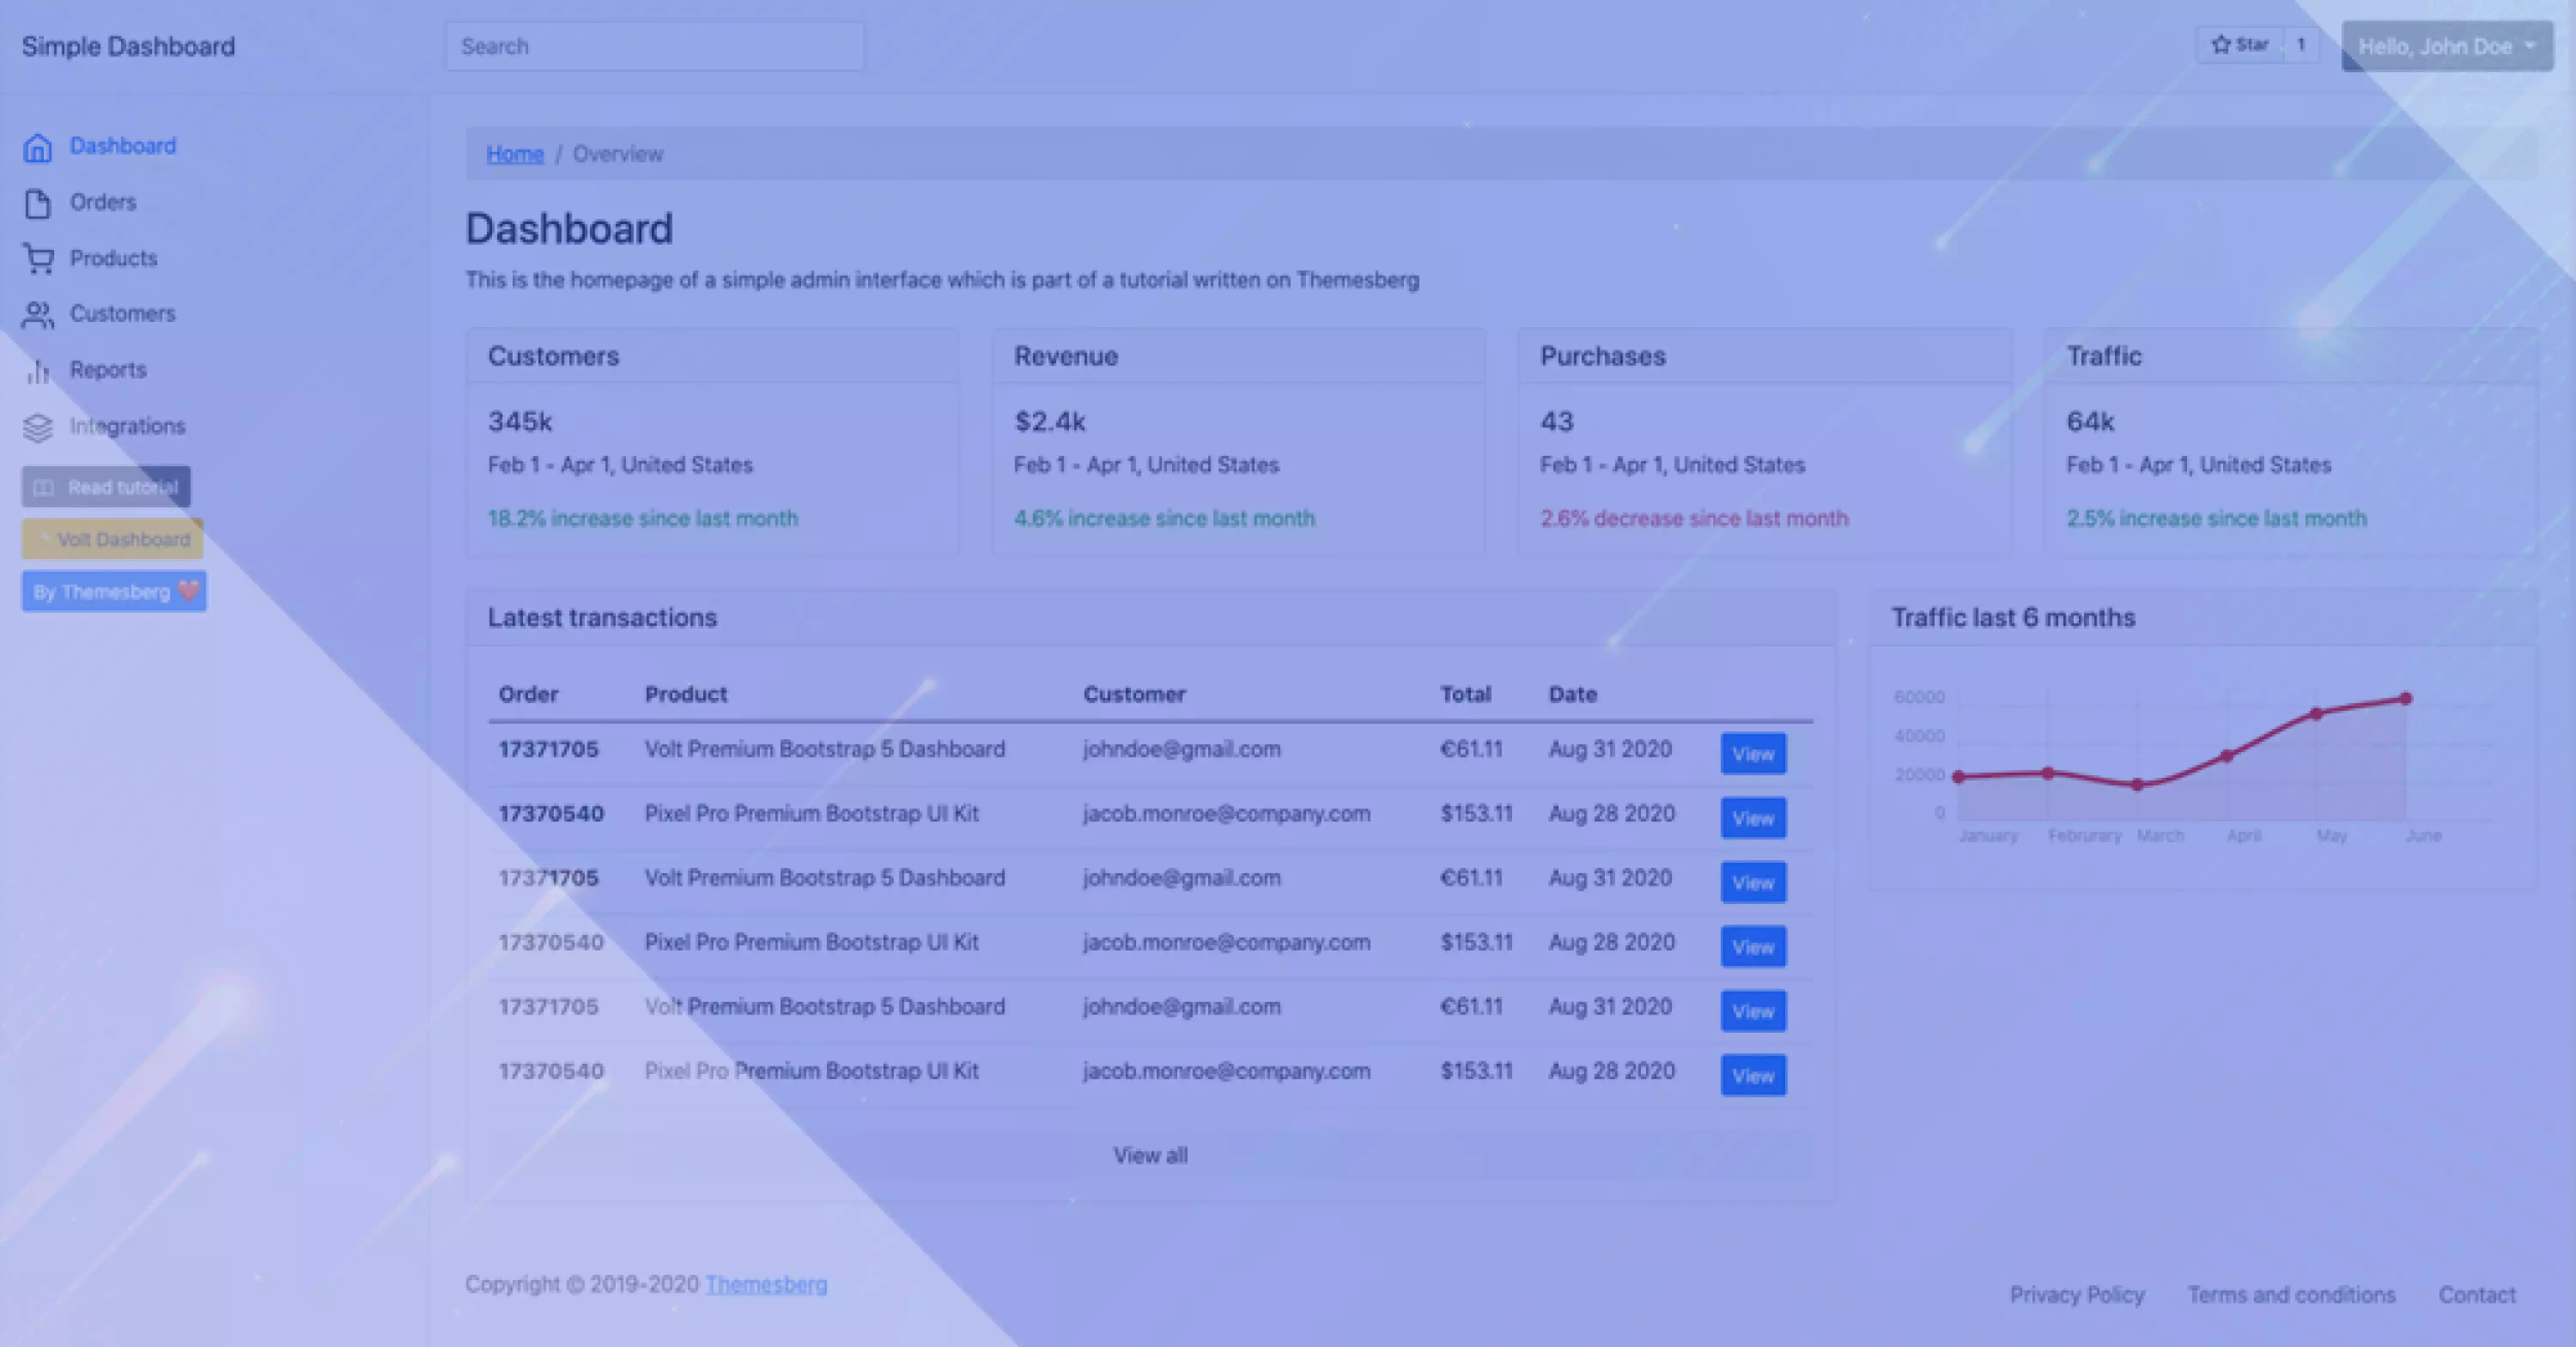 Simple Dashboard
Search
Star 1
Hello, John Doe
Dashboard
Orders
Products
Customers
Reports
Integrations
Read tutorial
Volt Dashboard
By Themesberg ❤️
Home / Overview
Dashboard
This is the homepage of a simple admin interface which is part of a tutorial written on Themesberg
Customers
345k
Feb 1 - Apr 1, United States
18.2% increase since last month
Revenue
$2.4k
Feb 1 - Apr 1, United States
4.6% increase since last month
Purchases
43
Feb 1 - Apr 1, United States
2.6% decrease since last month
Traffic
64k
Feb 1 - Apr 1, United States
2.5% increase since last month
Latest transactions
Order Product Customer Total Date
17371705 Volt Premium Bootstrap 5 Dashboard johndoe@gmail.com €61.11 Aug 31 2020 View
17370540 Pixel Pro Premium Bootstrap UI Kit jacob.monroe@company.com $153.11 Aug 28 2020 View
17371705 Volt Premium Bootstrap 5 Dashboard johndoe@gmail.com €61.11 Aug 31 2020 View
17370540 Pixel Pro Premium Bootstrap UI Kit jacob.monroe@company.com $153.11 Aug 28 2020 View
17371705 Volt Premium Bootstrap 5 Dashboard johndoe@gmail.com €61.11 Aug 31 2020 View
17370540 Pixel Pro Premium Bootstrap UI Kit jacob.monroe@company.com $153.11 Aug 28 2020 View
View all
Traffic last 6 months
60000
40000
20000
0
January Februrary March April May June
Copyright © 2019-2020 Themesberg
Privacy Policy Terms and conditions Contact